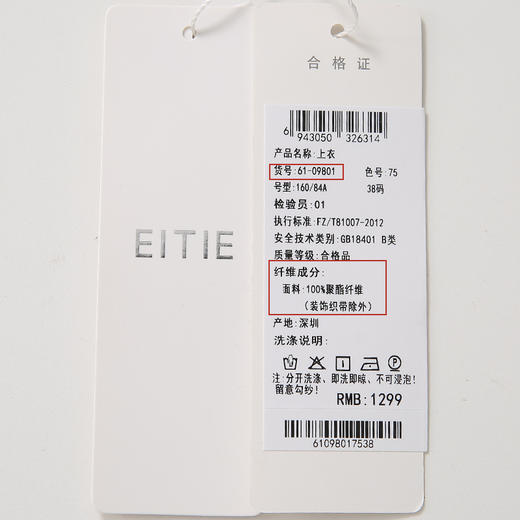 EITIE
合格证
6 943050 326314
产品名称:上衣
货号:61-09801 色号:75
号型:160/84A 38码
检验员:01
执行标准:FZ/T81007-2012
安全技术类别:GB18401 B类
质量等级:合格品
纤维成分:
面料:100%聚酯纤维
(装饰织带除外)
产地:深圳
洗涤说明:
注:分开洗涤、即洗即晾、不可浸泡!
留意勾纱!
RMB:1299
61098017538